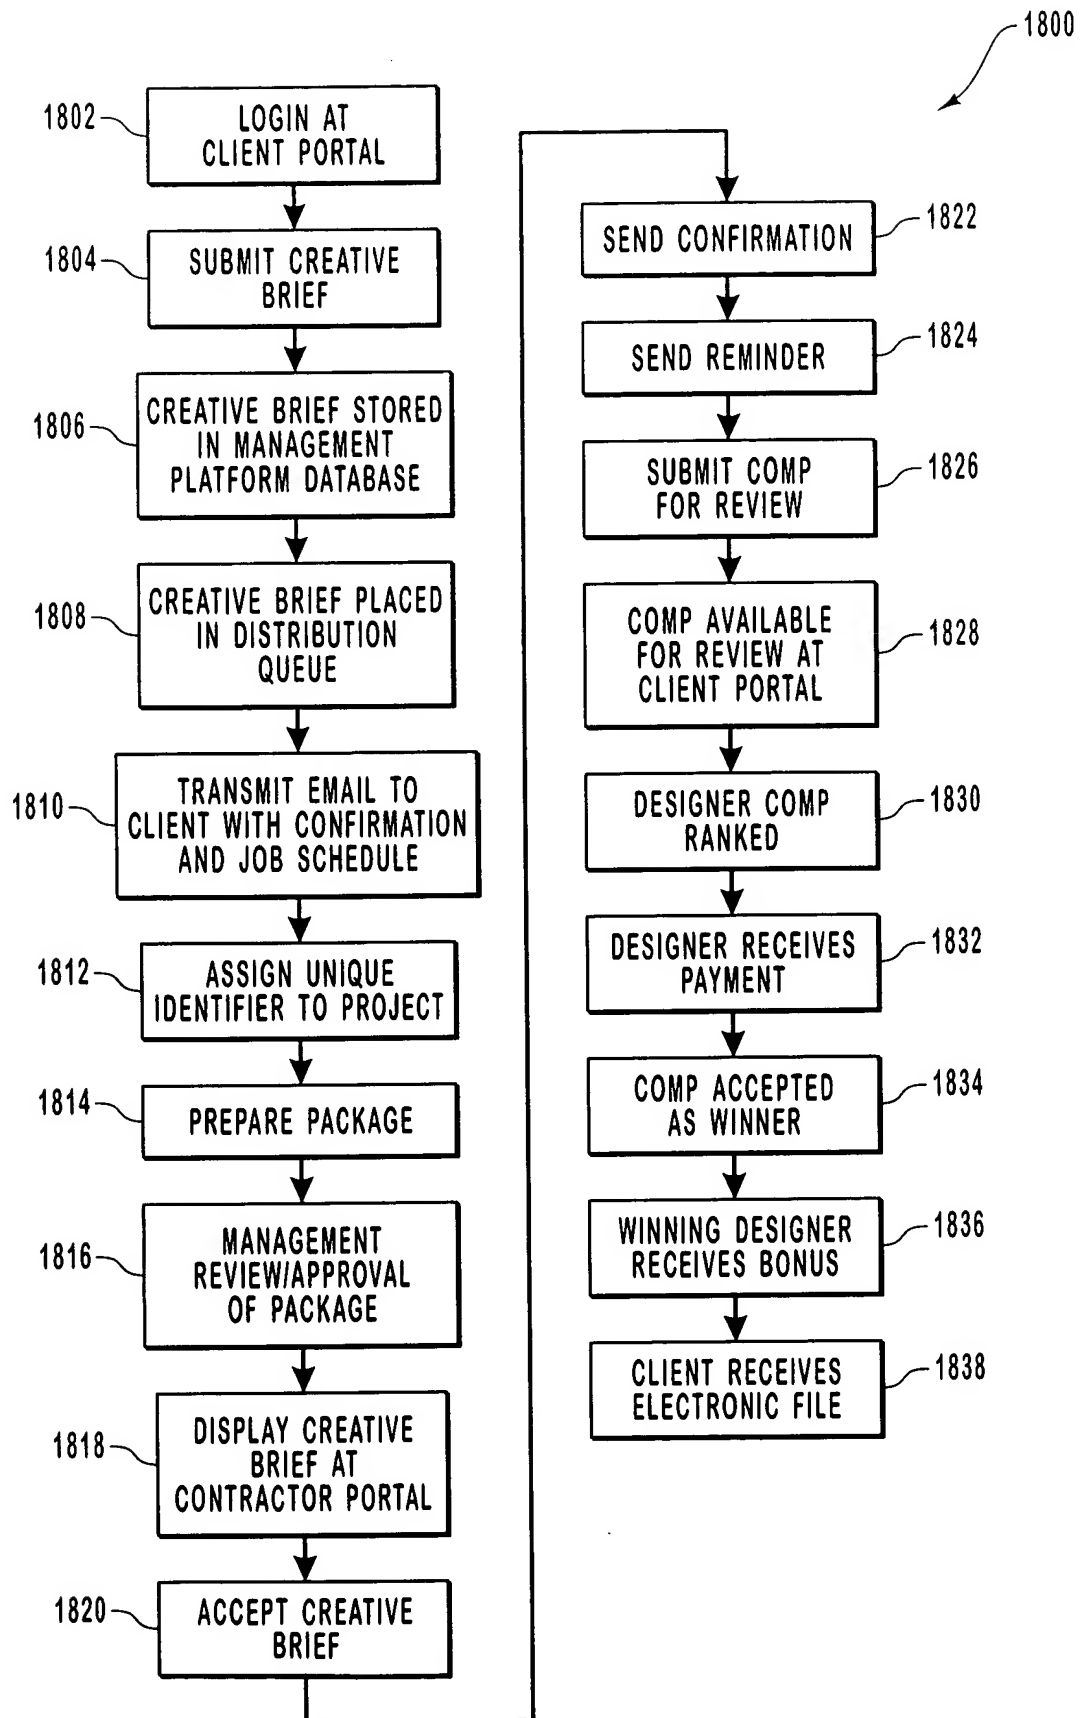 1800
1802
LOGIN AT
CLIENT PORTAL
1804
SUBMIT CREATIVE
BRIEF
1806
CREATIVE BRIEF STORED
IN MANAGEMENT
PLATFORM DATABASE
1808
CREATIVE BRIEF PLACED
IN DISTRIBUTION
QUEUE
1810
TRANSMIT EMAIL TO
CLIENT WITH CONFIRMATION
AND JOB SCHEDULE
1812
ASSIGN UNIQUE
IDENTIFIER TO PROJECT
1814
PREPARE PACKAGE
1816
MANAGEMENT
REVIEW/APPROVAL
OF PACKAGE
1818
DISPLAY CREATIVE
BRIEF AT
CONTRACTOR PORTAL
1820
ACCEPT CREATIVE
BRIEF
SEND CONFIRMATION
1822
SEND REMINDER
1824
SUBMIT COMP
FOR REVIEW
1826
COMP AVAILABLE
FOR REVIEW AT
CLIENT PORTAL
1828
DESIGNER COMP
RANKED
1830
DESIGNER RECEIVES
PAYMENT
1832
COMP ACCEPTED
AS WINNER
1834
WINNING DESIGNER
RECEIVES BONUS
1836
CLIENT RECEIVES
ELECTRONIC FILE
1838